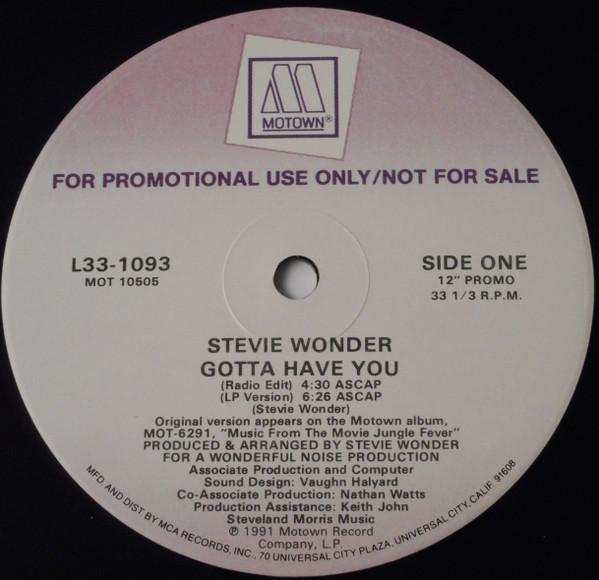 MOTOWN®
FOR PROMOTIONAL USE ONLY/NOT FOR SALE
L33-1093
MOT 10505
SIDE ONE
12" PROMO
33 1/3 R.P.M.
STEVIE WONDER
GOTTA HAVE YOU
(Radio Edit) 4:30 ASCAP
(LP Version) 6:26 ASCAP
(Stevie Wonder)
Original version appears on the Motown album,
MOT-6291, "Music From The Movie Jungle Fever"
PRODUCED & ARRANGED BY STEVIE WONDER
FOR A WONDERFUL NOISE PRODUCTION
Associate Production and Computer
Sound Design: Vaughn Halyard
Co-Associate Production: Nathan Watts
Production Assistance: Keith John
Steveland Morris Music
℗ 1991 Motown Record
Company, L.P.
MFD. AND DIST. BY MCA RECORDS, INC., 70 UNIVERSAL CITY PLAZA, UNIVERSAL CITY, CALIF. 91608